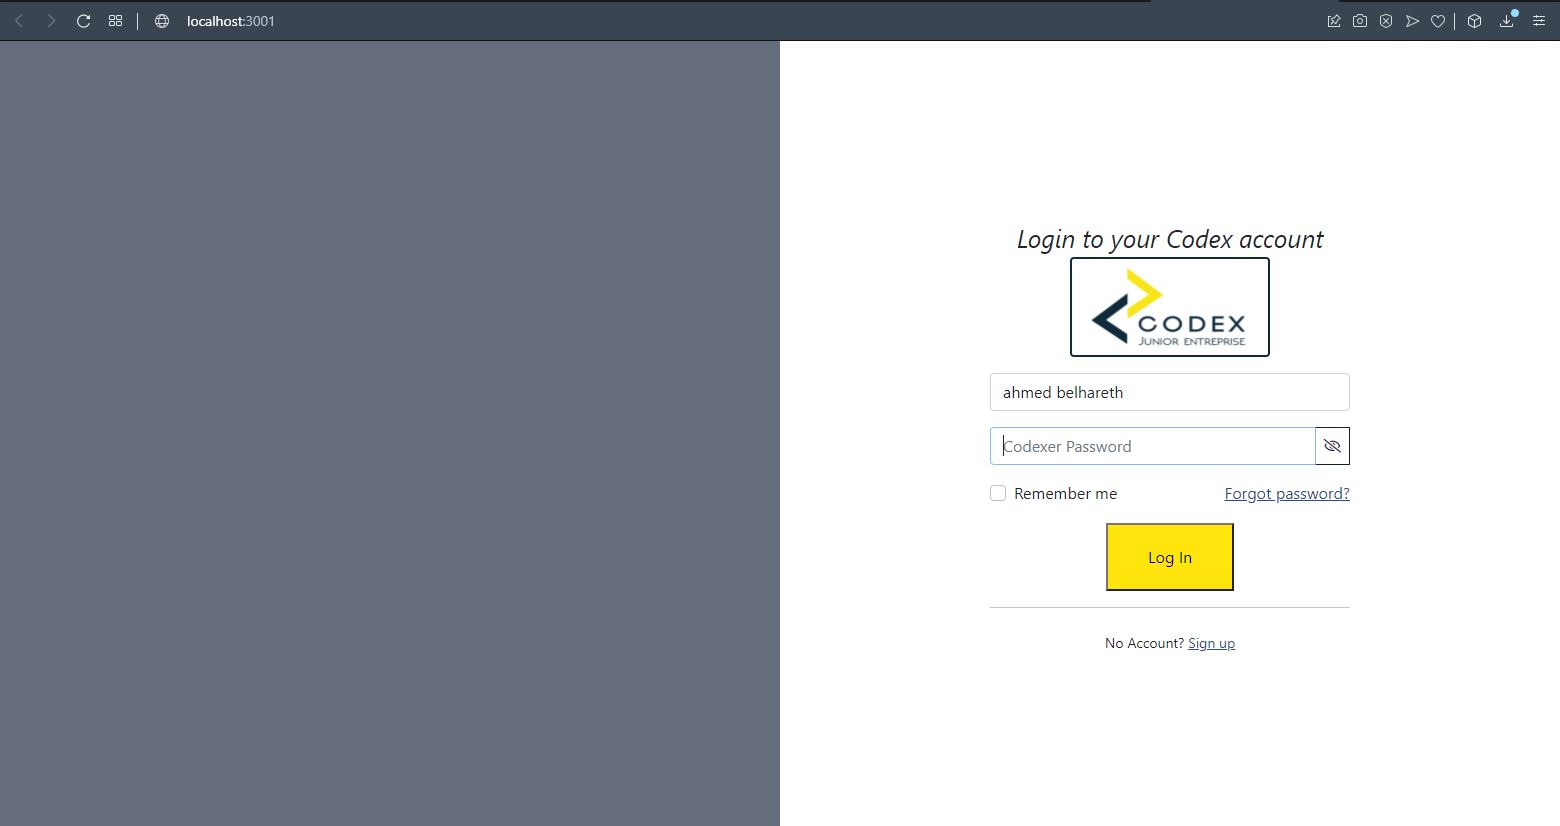 localhost:3001
Login to your Codex account
CODEX
JUNIOR ENTREPRISE
ahmed belhareth
Codexer Password
Remember me Forgot password?
Log In
No Account? Sign up